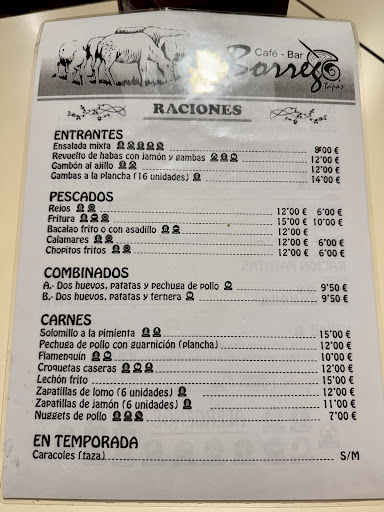 Café - Bar
Borrego
tapas
RACIONES
ENTRANTES
Ensalada mixta 8'00 €
Revuelto de habas con jamón y gambas 12'00 €
Gambón al ajillo 12'00 €
Gambas a la plancha (16 unidades) 14'00 €
PESCADOS
Rejos 12'00 € 6'00 €
Fritura 15'00 € 10'00 €
Bacalao frito o con asadillo 12'00 €
Calamares 12'00 € 6'00 €
Chopitos fritos 12'00 € 6'00 €
COMBINADOS
A.- Dos huevos, patatas y pechuga de pollo 9'50 €
B.- Dos huevos, patatas y ternera 9'50 €
CARNES
Solomillo a la pimienta 15'00 €
Pechuga de pollo con guarnición (plancha) 12'00 €
Flamenquín 10'00 €
Croquetas caseras 12'00 €
Lechón frito 15'00 €
Zapatillas de lomo (6 unidades) 12'00 €
Zapatillas de jamón (6 unidades) 11'00 €
Nuggets de pollo 7'00 €
EN TEMPORADA
Caracoles (taza) S/M